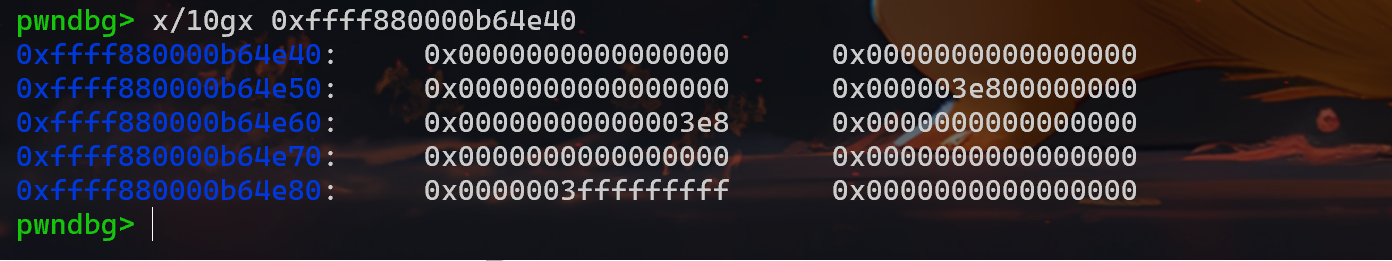 pwndbg> x/10gx 0xffff880000b64e40
0xffff880000b64e40: 0x0000000000000000 0x0000000000000000
0xffff880000b64e50: 0x0000000000000000 0x000003e800000000
0xffff880000b64e60: 0x00000000000003e8 0x0000000000000000
0xffff880000b64e70: 0x0000000000000000 0x0000000000000000
0xffff880000b64e80: 0x0000003fffffffff 0x0000000000000000
pwndbg>